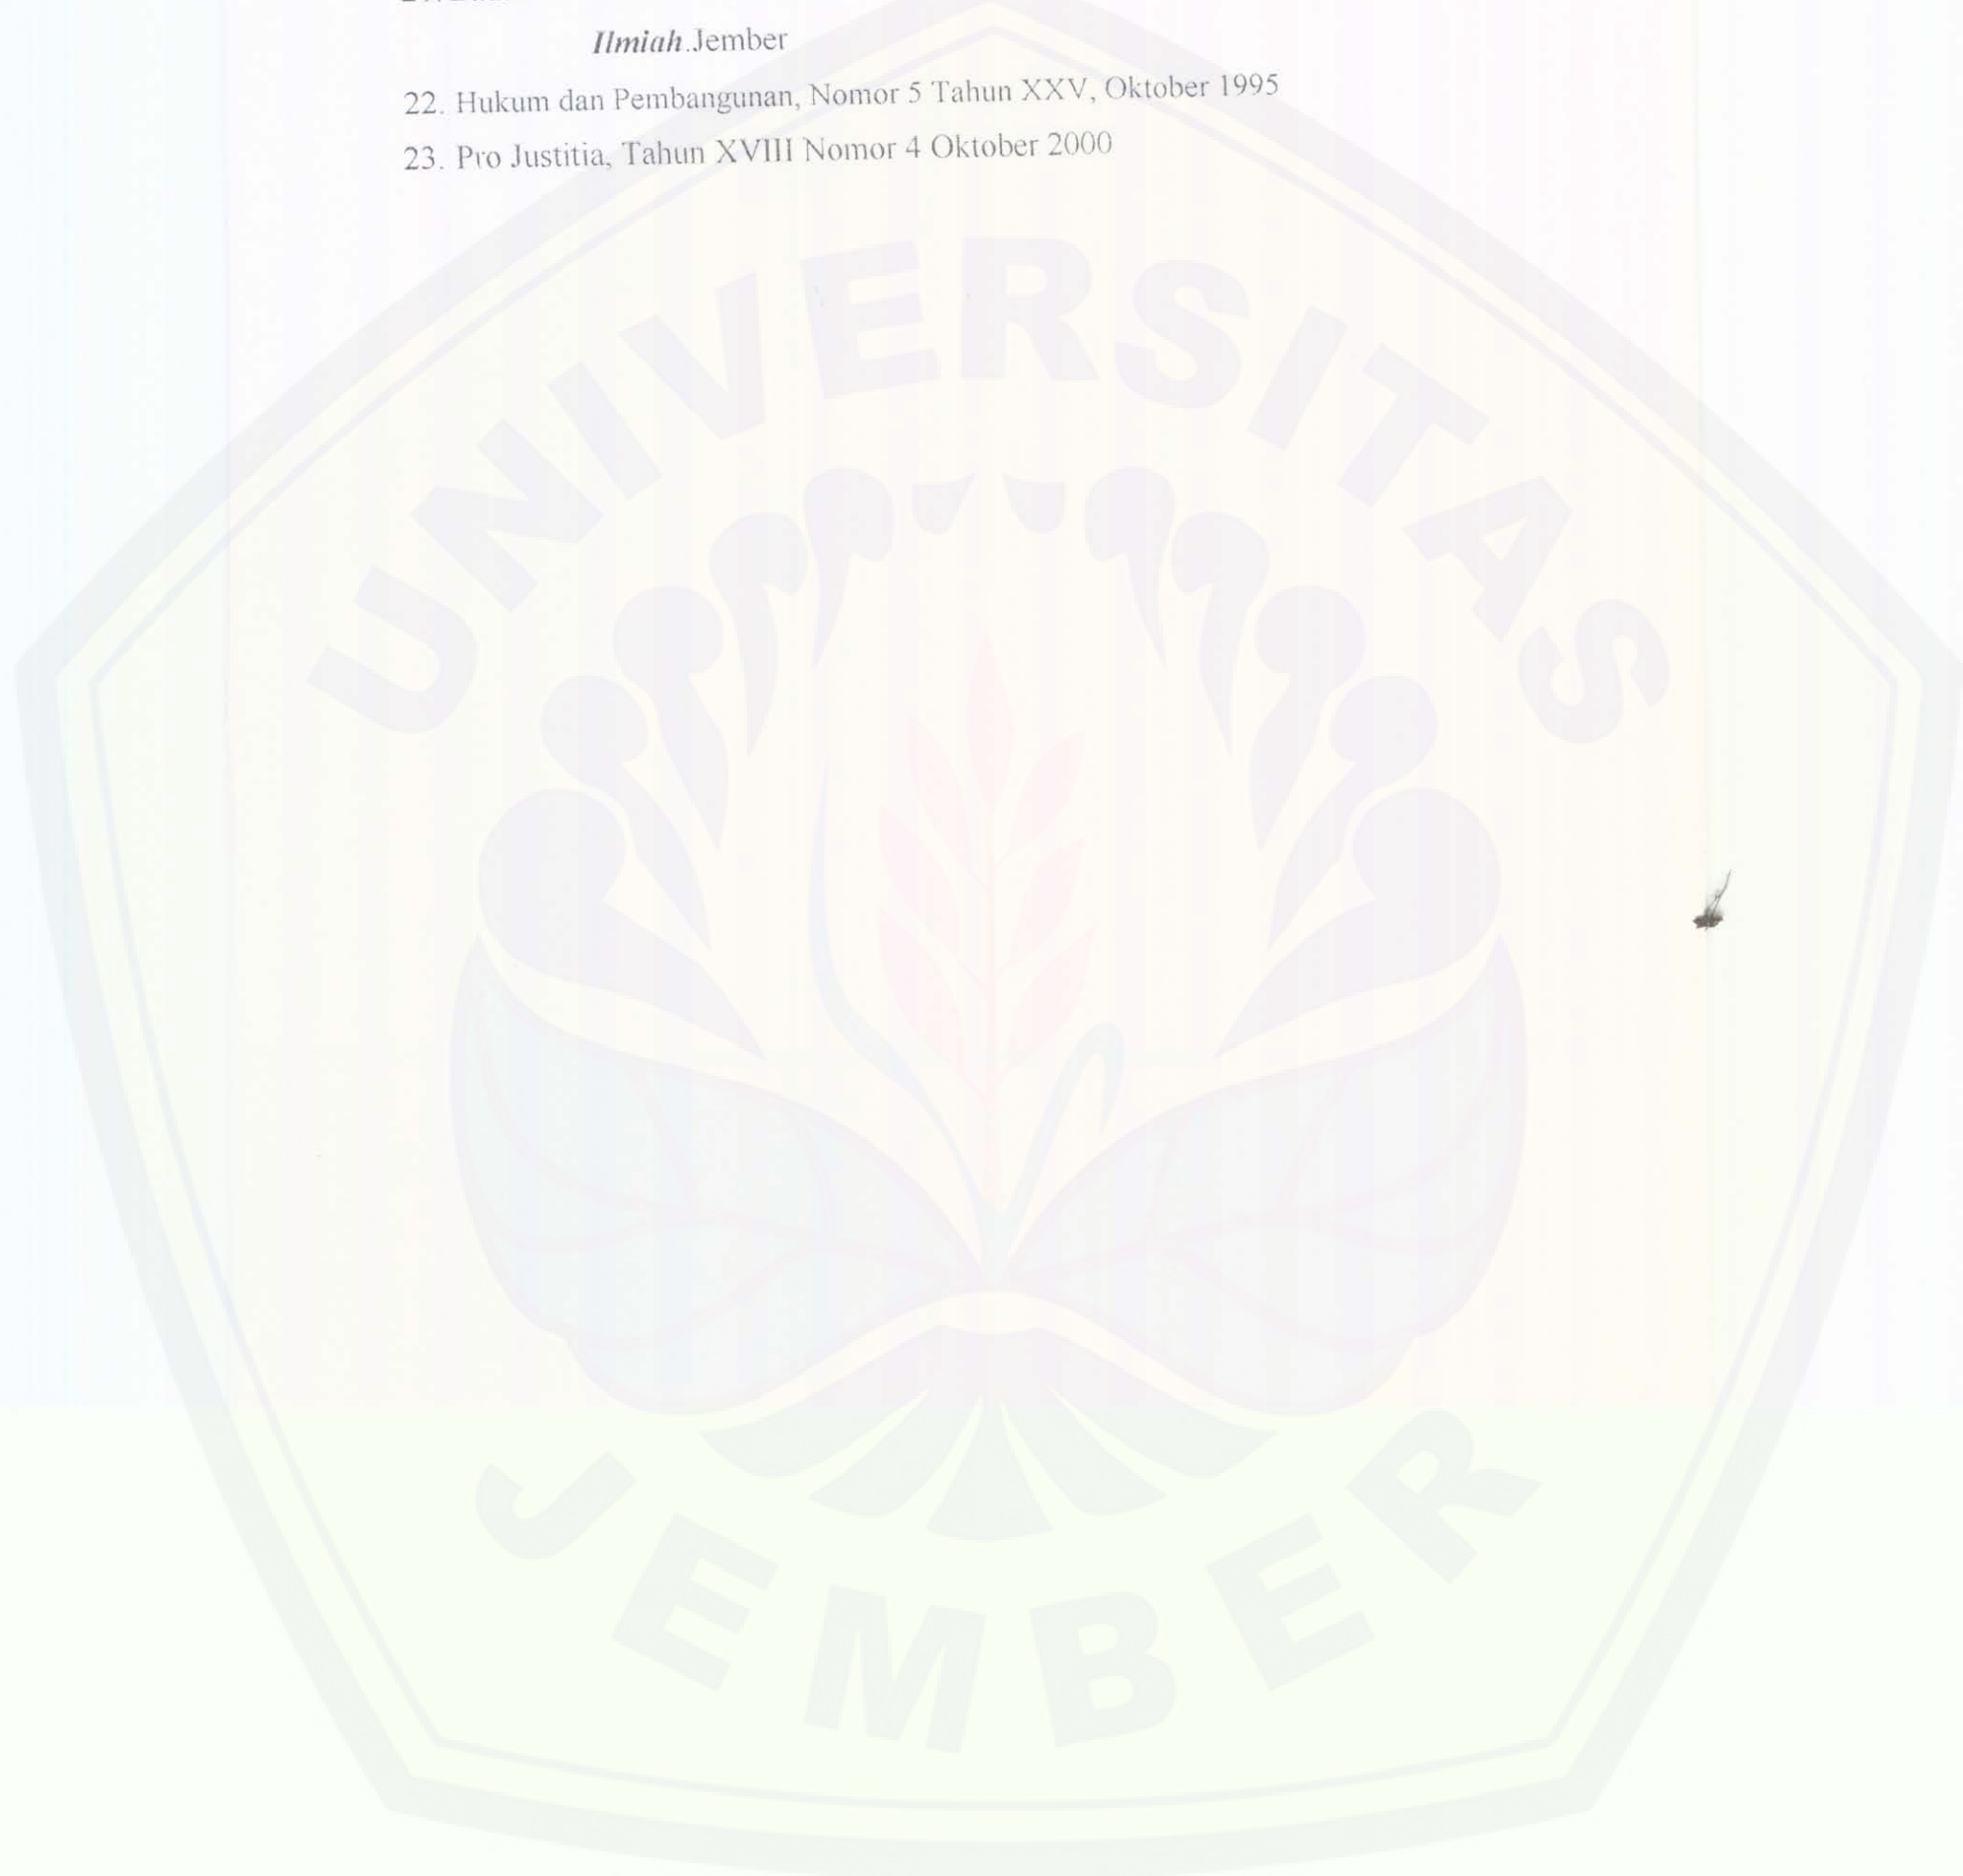 Ilmiah.Jember
22. Hukum dan Pembangunan, Nomor 5 Tahun XXV, Oktober 1995
23. Pro Justitia, Tahun XVIII Nomor 4 Oktober 2000
UNIVERSITAS
JEMBER